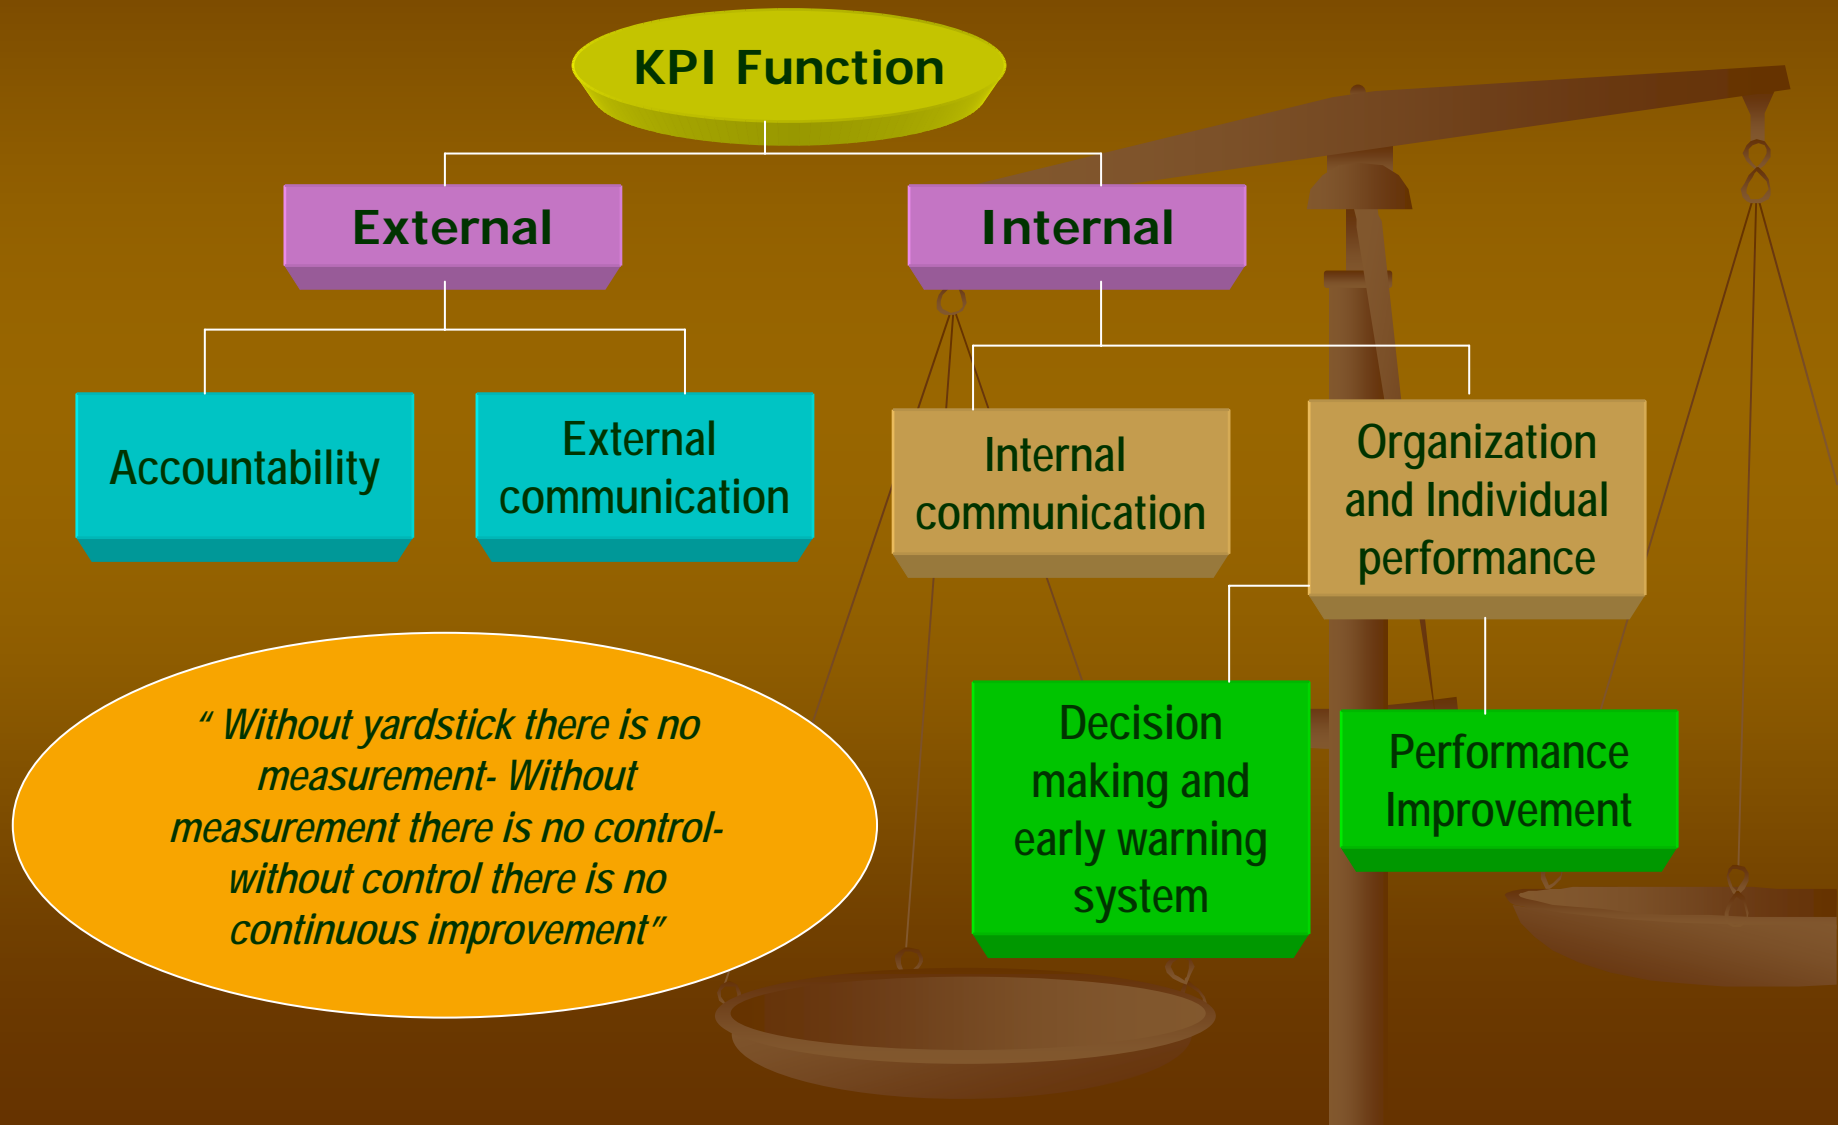 KPI Function
External
Internal
Accountability
External
communication
Internal
communication
Organization
and Individual
performance
“ Without yardstick there is no
measurement- Without
measurement there is no control-
without control there is no
continuous improvement”
Decision
making and
early warning
system
Performance
Improvement